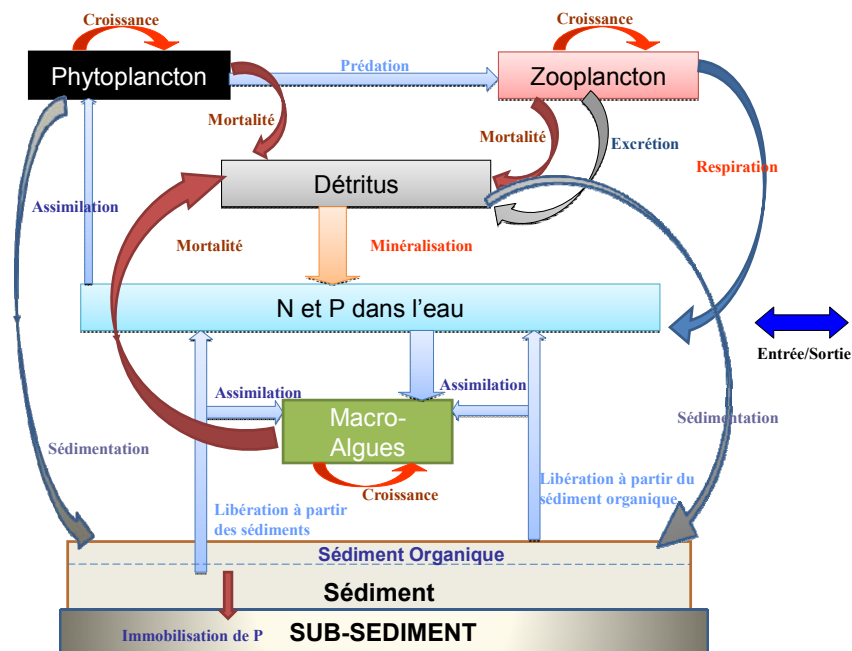 Croissance
Croissance
Phytoplancton
Prédation
Zooplancton
Mortalité
Mortalité
Excrétion
Respiration
Détritus
Assimilation
Mortalité
Minéralisation
N et P dans l'eau
Entrée/Sortie
Assimilation
Assimilation
Macro-
Algues
Sédimentation
Sédimentation
Croissance
Libération à partir
des sédiments
Libération à partir du
sédiment organique
Sédiment Organique
Sédiment
Immobilisation de P
SUB-SEDIMENT